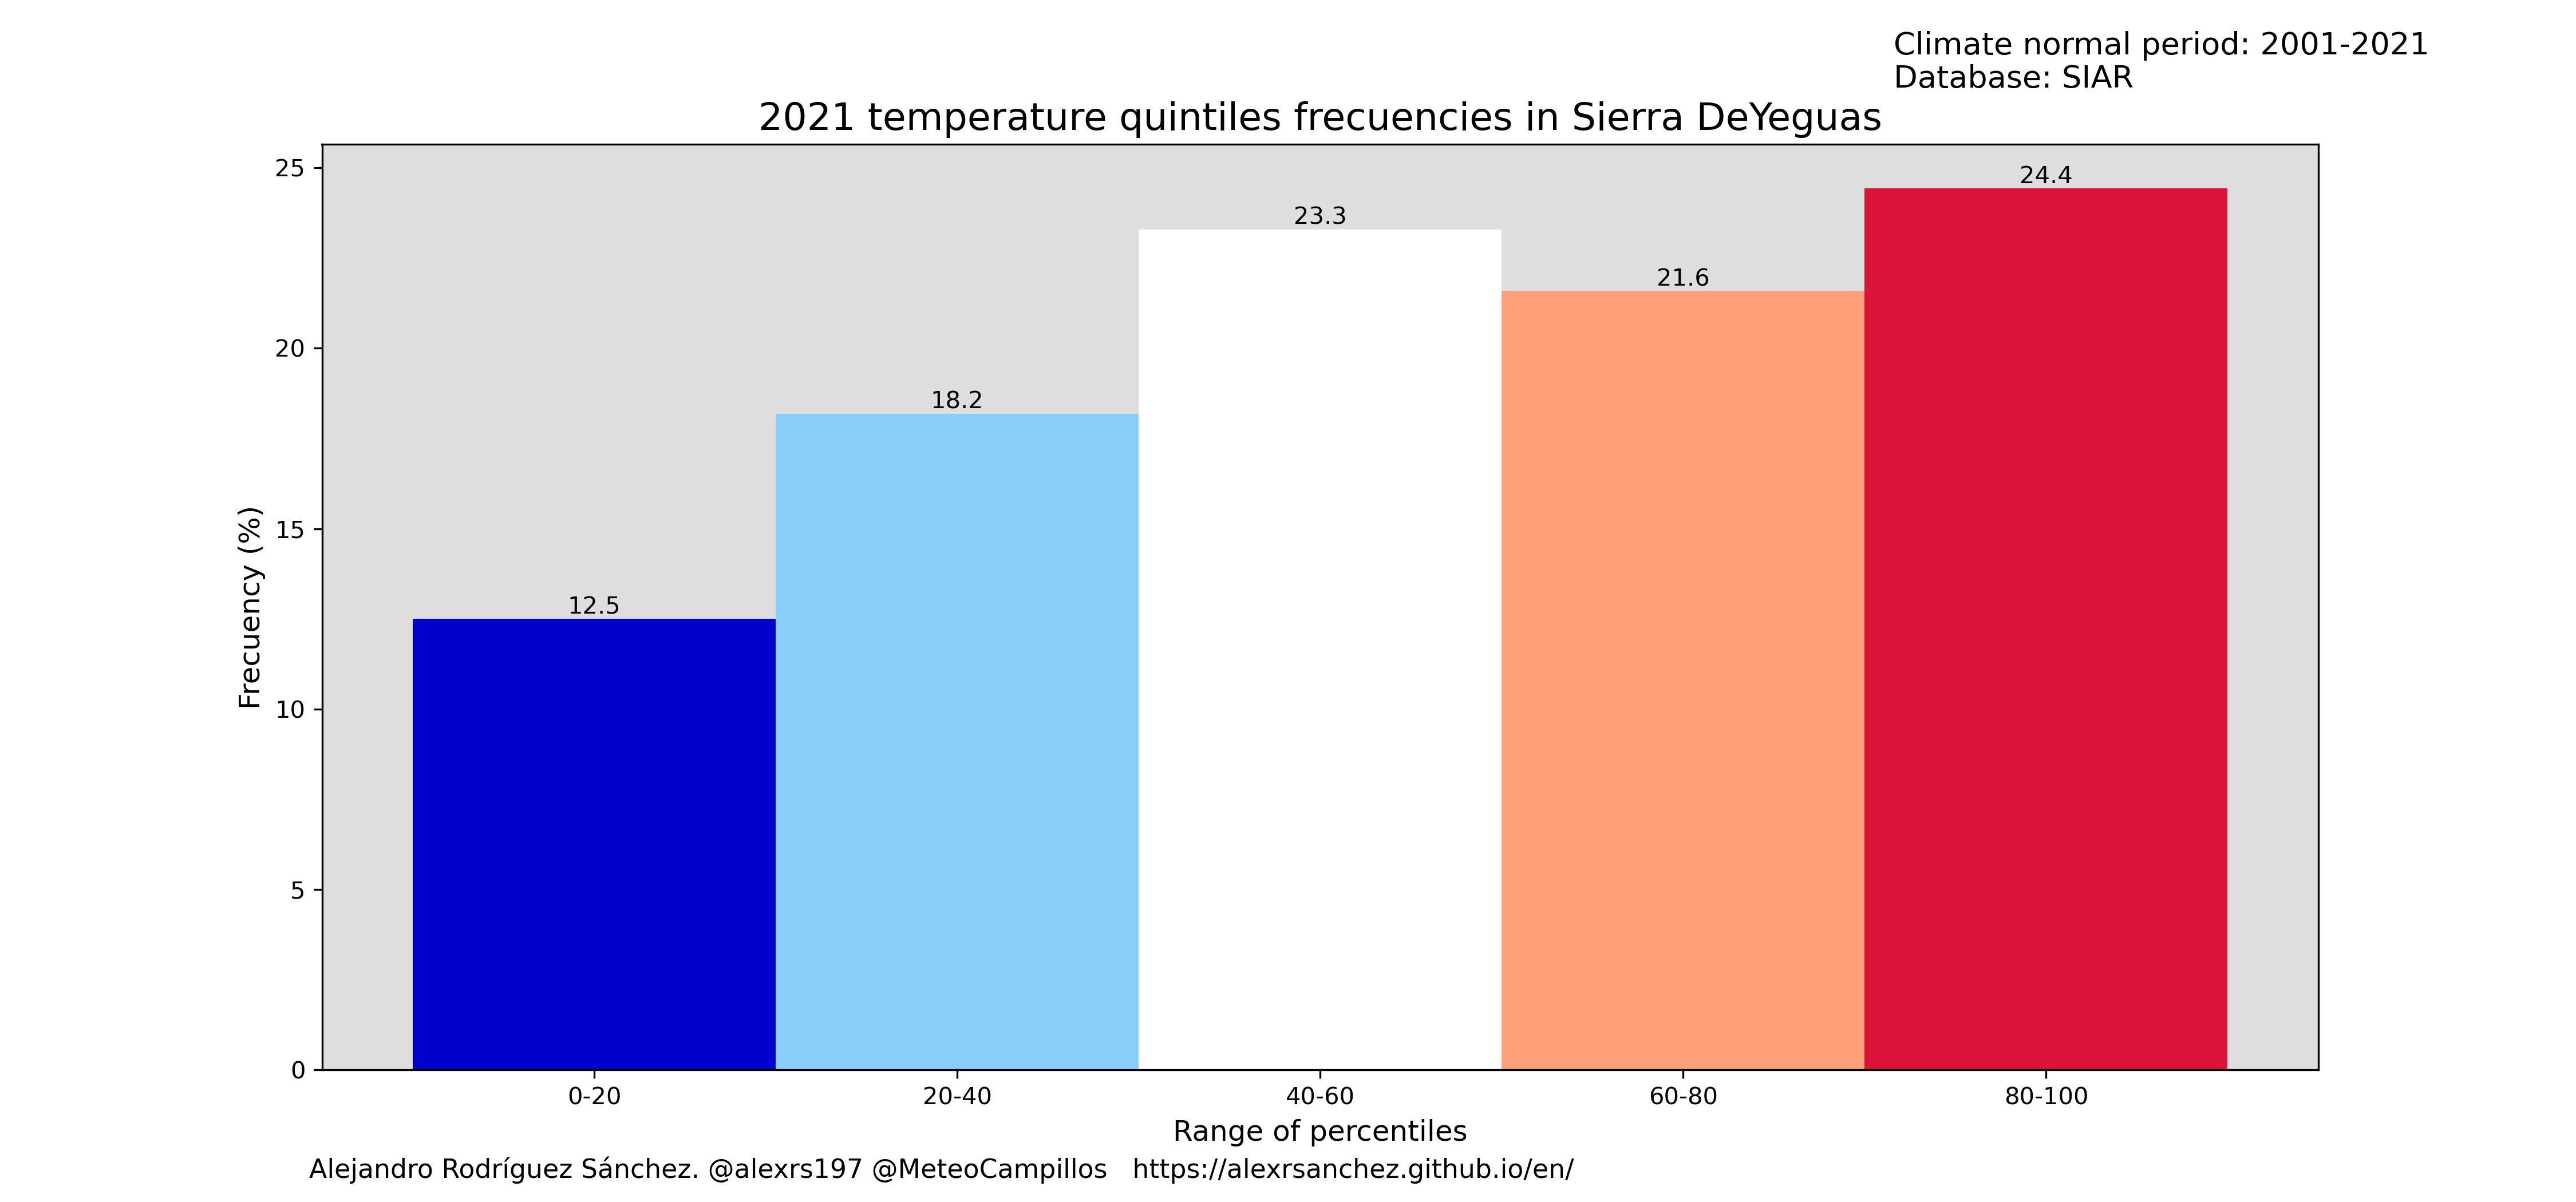 Climate normal period: 2001-2021
Database: SIAR
2021 temperature quintiles frecuencies in Sierra DeYeguas
25
20
15
10
5
0
Frecuency (%)
12.5
18.2
23.3
21.6
24.4
0-20
20-40
40-60
60-80
80-100
Range of percentiles
Alejandro Rodríguez Sánchez. @alexrs197 @MeteoCampillos   https://alexrsanchez.github.io/en/